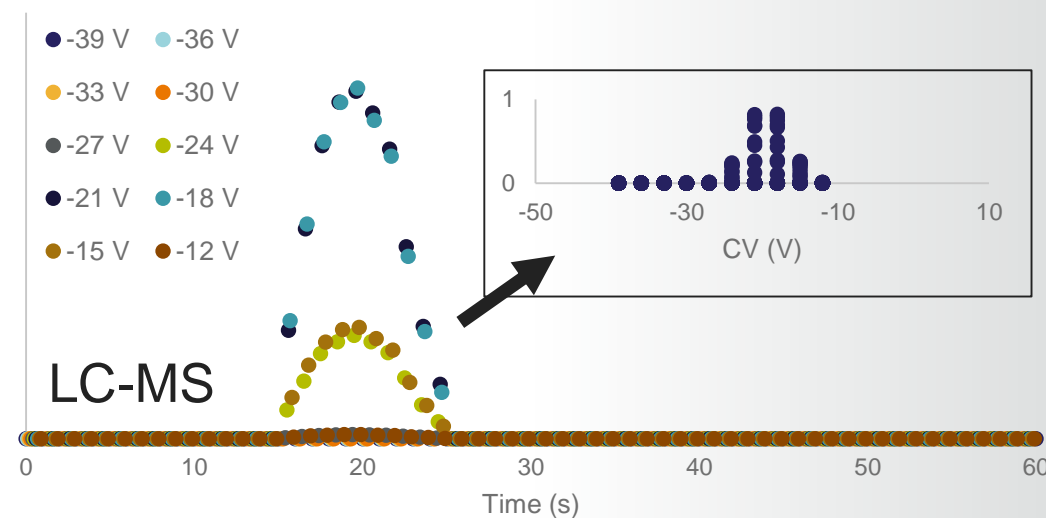 -39 V -36 V
-33 V -30 V
-27 V -24 V
-21 V -18 V
-15 V -12 V
1
0
-50 -30 -10 10
CV (V)
LC-MS
0 10 20 30 40 50 60
Time (s)